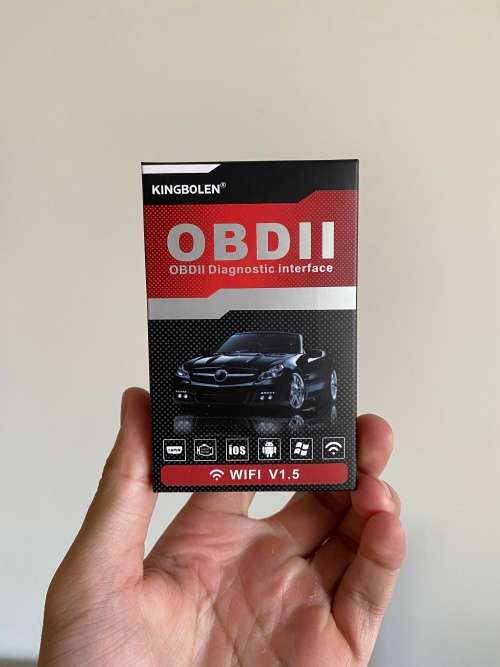 KINGBOLEN®
OBDII
OBDII Diagnostic interface
iOS
WIFI V1.5